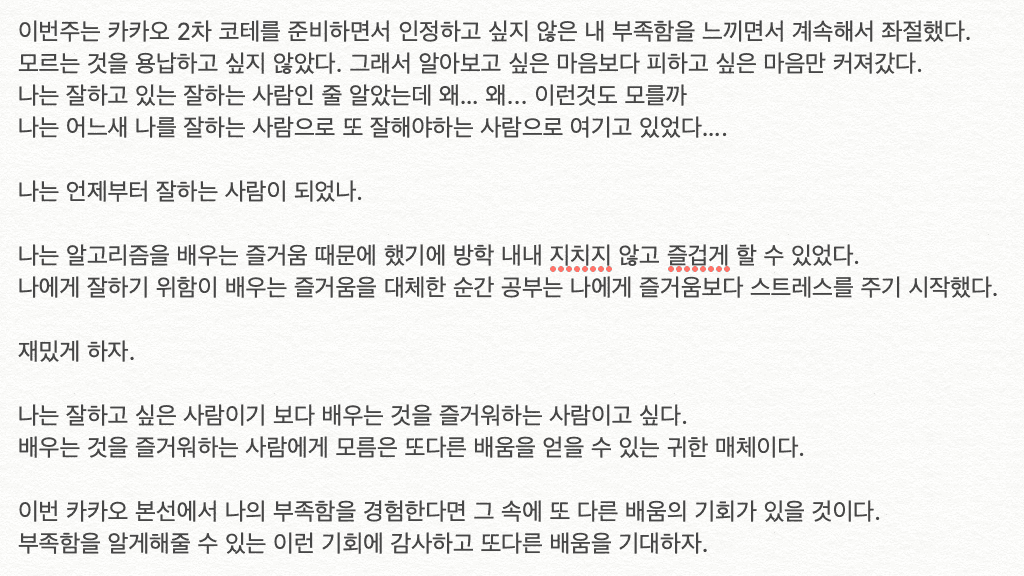 이번주는 카카오 2차 코테를 준비하면서 인정하고 싶지 않은 내 부족함을 느끼면서 계속해서 좌절했다.
모르는 것을 용납하고 싶지 않았다. 그래서 알아보고 싶은 마음보다 피하고 싶은 마음만 커져갔다.
나는 잘하고 있는 잘하는 사람인 줄 알았는데 왜... 왜... 이런것도 모를까
나는 어느새 나를 잘하는 사람으로 또 잘해야하는 사람으로 여기고 있었다....
나는 언제부터 잘하는 사람이 되었나.
나는 알고리즘을 배우는 즐거움 때문에 했기에 방학 내내 지치지 않고 즐겁게 할 수 있었다.
나에게 잘하기 위함이 배우는 즐거움을 대체한 순간 공부는 나에게 즐거움보다 스트레스를 주기 시작했다.
재밌게 하자.
나는 잘하고 싶은 사람이기 보다 배우는 것을 즐거워하는 사람이고 싶다.
배우는 것을 즐거워하는 사람에게 모름은 또다른 배움을 얻을 수 있는 귀한 매체이다.
이번 카카오 본선에서 나의 부족함을 경험한다면 그 속에 또 다른 배움의 기회가 있을 것이다.
부족함을 알게해줄 수 있는 이런 기회에 감사하고 또다른 배움을 기대하자.